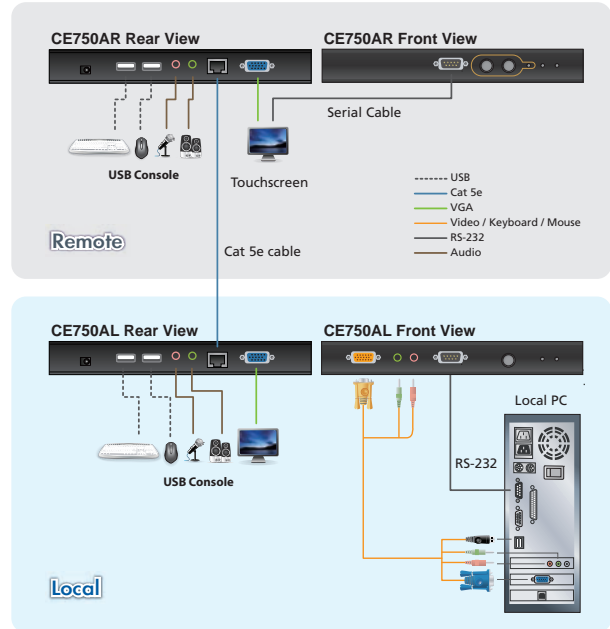 CE750AR Rear View
CE750AR Front View
Serial Cable
USB Console
Touchscreen
USB
Cat 5e
VGA
Video / Keyboard / Mouse
RS-232
Audio
Remote
Cat 5e cable
CE750AL Rear View
CE750AL Front View
Local PC
RS-232
USB Console
Local